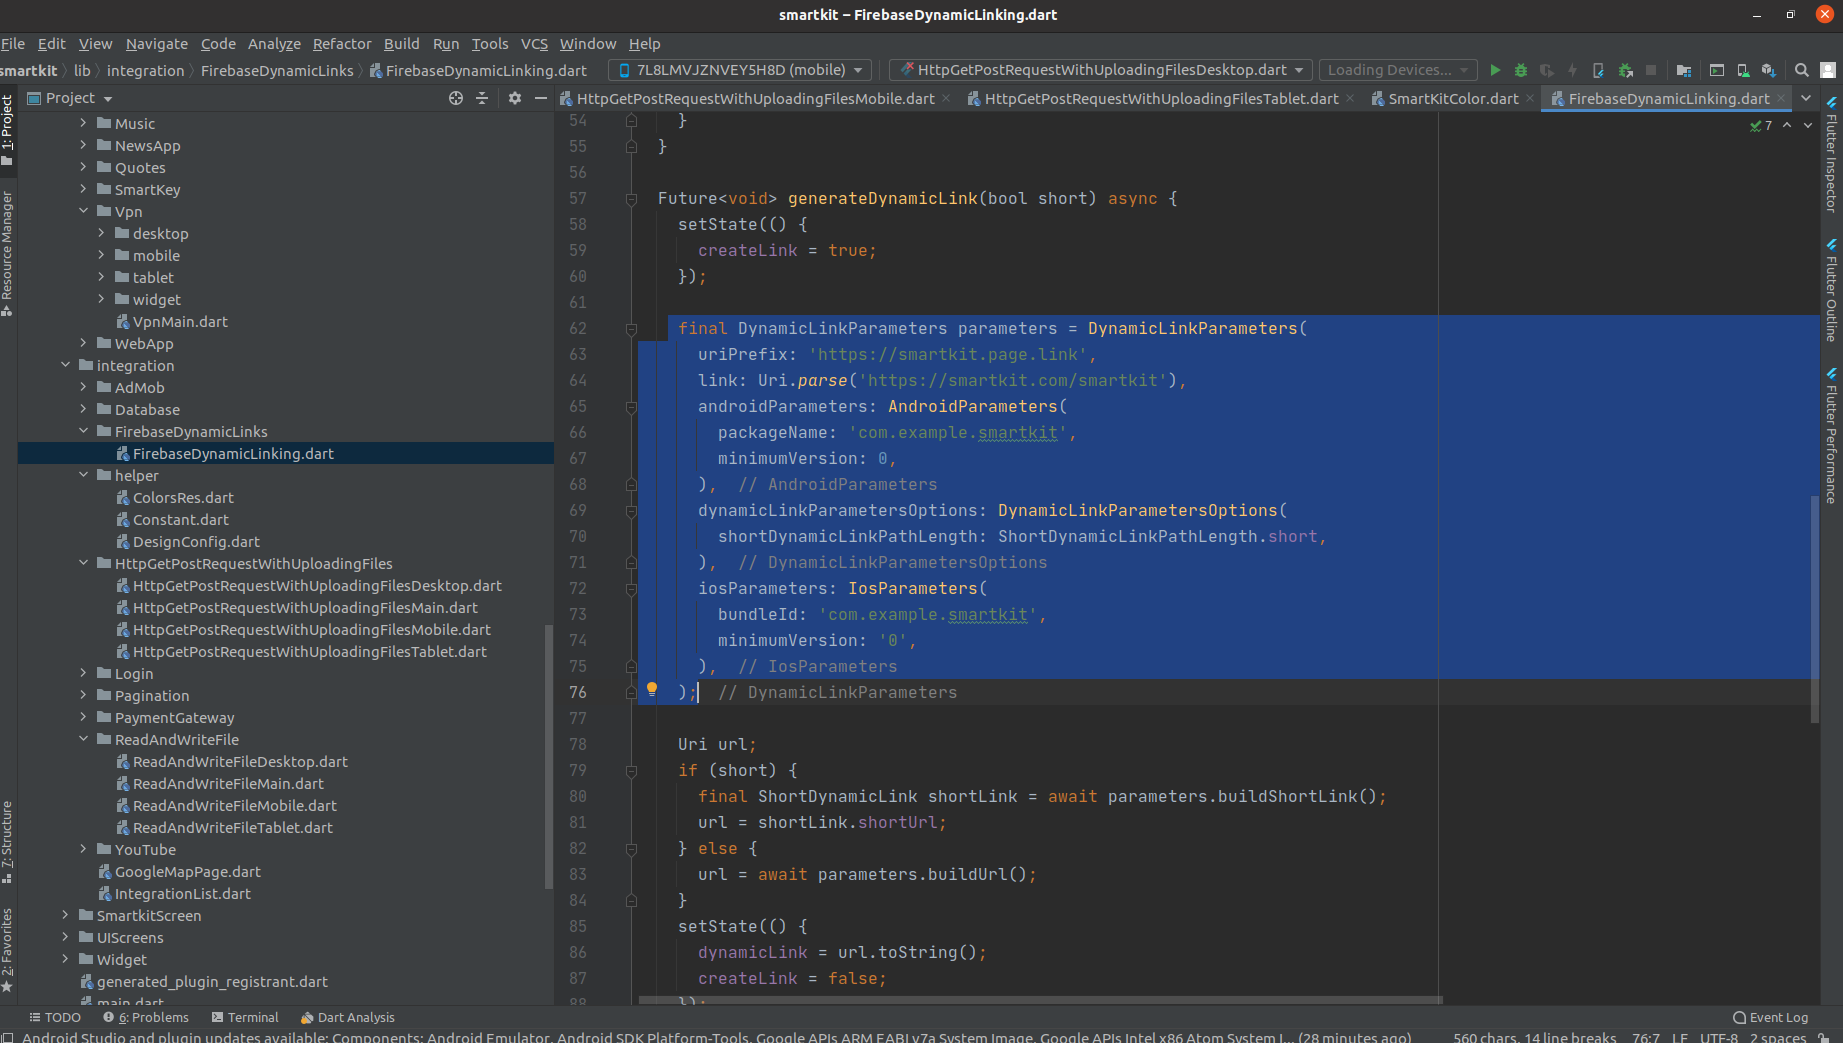 smartkit – FirebaseDynamicLinking.dart
File Edit View Navigate Code Analyze Refactor Build Run Tools VCS Window Help
smartkit lib integration FirebaseDynamicLinks FirebaseDynamicLinking.dart 7L8LMVJZNVEY5H8D (mobile) HttpGetPostRequestWithUploadingFilesDesktop.dart Loading Devices...
Project
HttpGetPostRequestWithUploadingFilesMobile.dart HttpGetPostRequestWithUploadingFilesTablet.dart SmartKitColor.dart FirebaseDynamicLinking.dart
1: Project
Resource Manager
7: Structure
2: Favorites
Music
NewsApp
Quotes
SmartKey
Vpn
desktop
mobile
tablet
widget
VpnMain.dart
WebApp
integration
AdMob
Database
FirebaseDynamicLinks
FirebaseDynamicLinking.dart
helper
ColorsRes.dart
Constant.dart
DesignConfig.dart
HttpGetPostRequestWithUploadingFiles
HttpGetPostRequestWithUploadingFilesDesktop.dart
HttpGetPostRequestWithUploadingFilesMain.dart
HttpGetPostRequestWithUploadingFilesMobile.dart
HttpGetPostRequestWithUploadingFilesTablet.dart
Login
Pagination
PaymentGateway
ReadAndWriteFile
ReadAndWriteFileDesktop.dart
ReadAndWriteFileMain.dart
ReadAndWriteFileMobile.dart
ReadAndWriteFileTablet.dart
YouTube
GoogleMapPage.dart
IntegrationList.dart
SmartkitScreen
UIScreens
Widget
generated_plugin_registrant.dart
main.dart
7
54 }
55 }
56
57 Future<void> generateDynamicLink(bool short) async {
58 setState(() {
59 createLink = true;
60 });
61
62 final DynamicLinkParameters parameters = DynamicLinkParameters(
63 uriPrefix: 'https://smartkit.page.link',
64 link: Uri.parse('https://smartkit.com/smartkit'),
65 androidParameters: AndroidParameters(
66 packageName: 'com.example.smartkit',
67 minimumVersion: 0,
68 ), // AndroidParameters
69 dynamicLinkParametersOptions: DynamicLinkParametersOptions(
70 shortDynamicLinkPathLength: ShortDynamicLinkPathLength.short,
71 ), // DynamicLinkParametersOptions
72 iosParameters: IosParameters(
73 bundleId: 'com.example.smartkit',
74 minimumVersion: '0',
75 ), // IosParameters
76 ); // DynamicLinkParameters
77
78 Uri url;
79 if (short) {
80 final ShortDynamicLink shortLink = await parameters.buildShortLink();
81 url = shortLink.shortUrl;
82 } else {
83 url = await parameters.buildUrl();
84 }
85 setState(() {
86 dynamicLink = url.toString();
87 createLink = false;
88 });
Flutter Inspector
Flutter Outline
Flutter Performance
TODO 6: Problems Terminal Dart Analysis Event Log
Android Studio and plugin updates available: Components: Android Emulator, Android SDK Platform-Tools, Google APIs ARM EABI v7a System Image, Google APIs Intel x86 Atom System I... (28 minutes ago) 560 chars, 14 line breaks 76:7 LF UTF-8 2 spaces